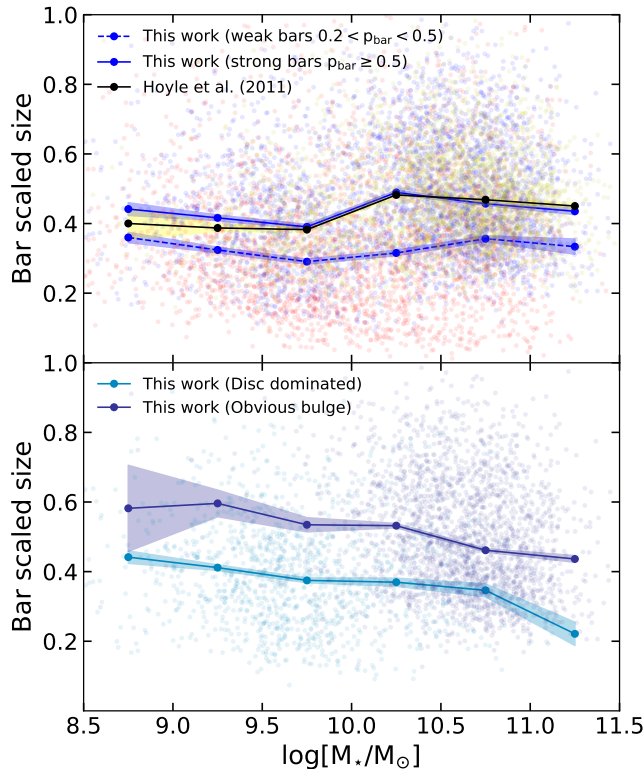 1.0
This work (weak bars 0.2 < p_bar < 0.5)
This work (strong bars p_bar ≥ 0.5)
Hoyle et al. (2011)
0.8
0.6
0.4
0.2
Bar scaled size
1.0
This work (Disc dominated)
This work (Obvious bulge)
0.8
0.6
0.4
0.2
Bar scaled size
8.5 9.0 9.5 10.0 10.5 11.0 11.5
log[M⋆/M⊙]